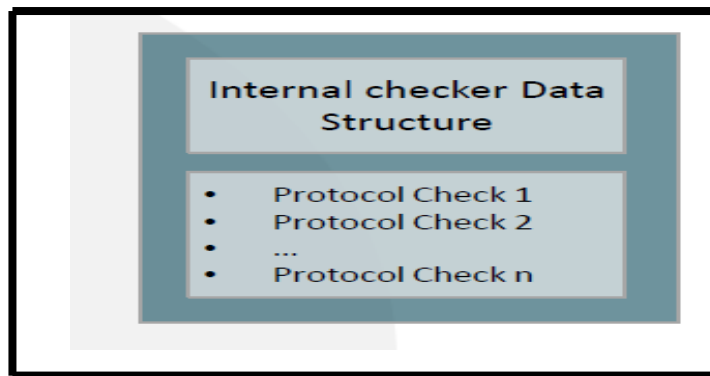 Internal checker Data
Structure
• Protocol Check 1
• Protocol Check 2
• ...
• Protocol Check n